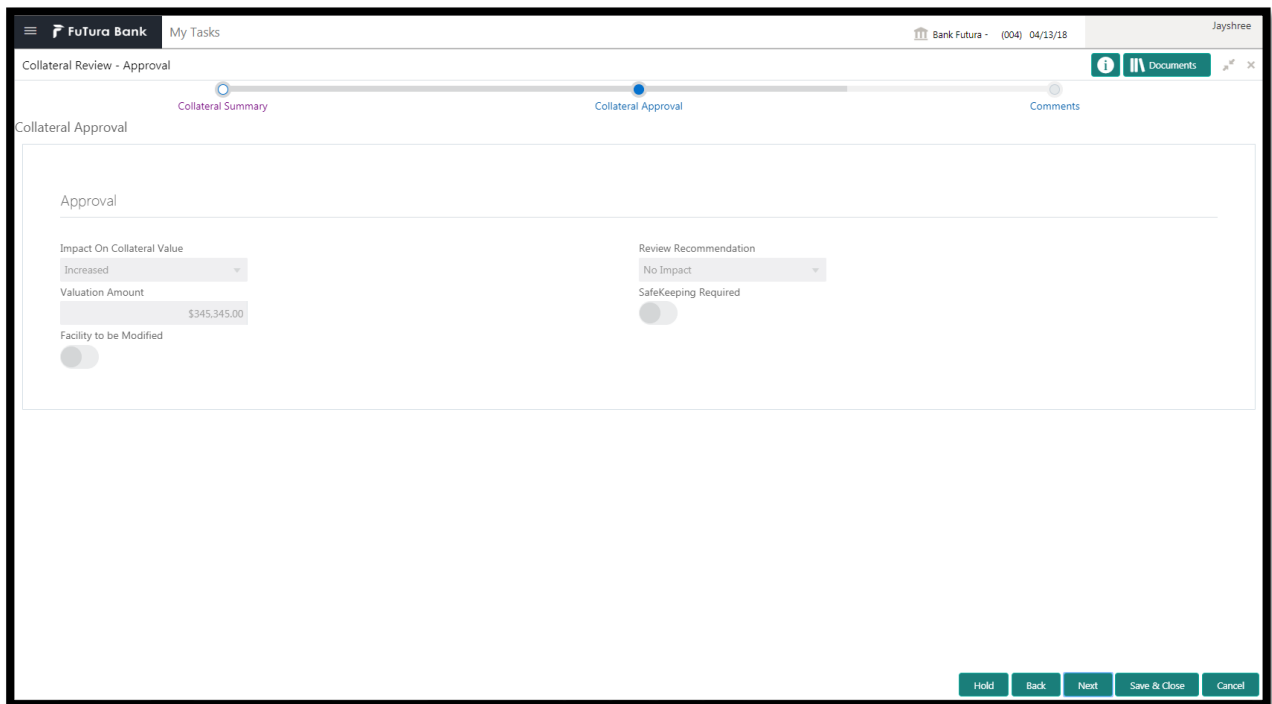 FuTura Bank My Tasks Bank Futura - (004) 04/13/18 Jayshree
Collateral Review - Approval Documents
Collateral Summary Collateral Approval Comments
Collateral Approval
Approval
Impact On Collateral Value Review Recommendation
Increased No Impact
Valuation Amount SafeKeeping Required
$345,345.00
Facility to be Modified
Hold Back Next Save & Close Cancel